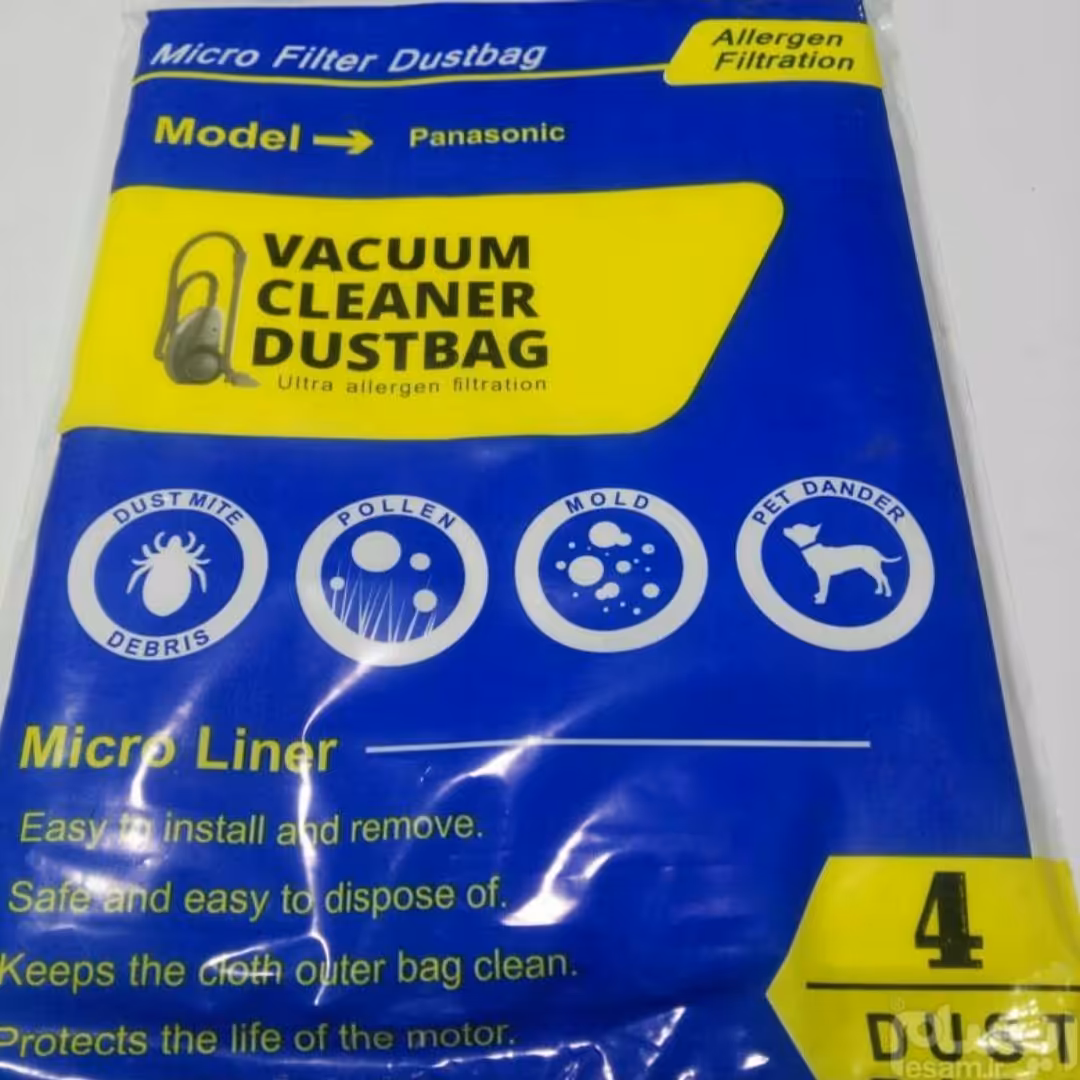 Micro Filter Dustbag
Allergen
Filtration
Model → Panasonic
VACUUM
CLEANER
DUSTBAG
Ultra allergen filtration
DUST MITE
DEBRIS
POLLEN
MOLD
PET DANDER
Micro Liner
Easy to install and remove.
Safe and easy to dispose of.
Keeps the cloth outer bag clean.
Protects the life of the motor.
4
DUST
esam.ir